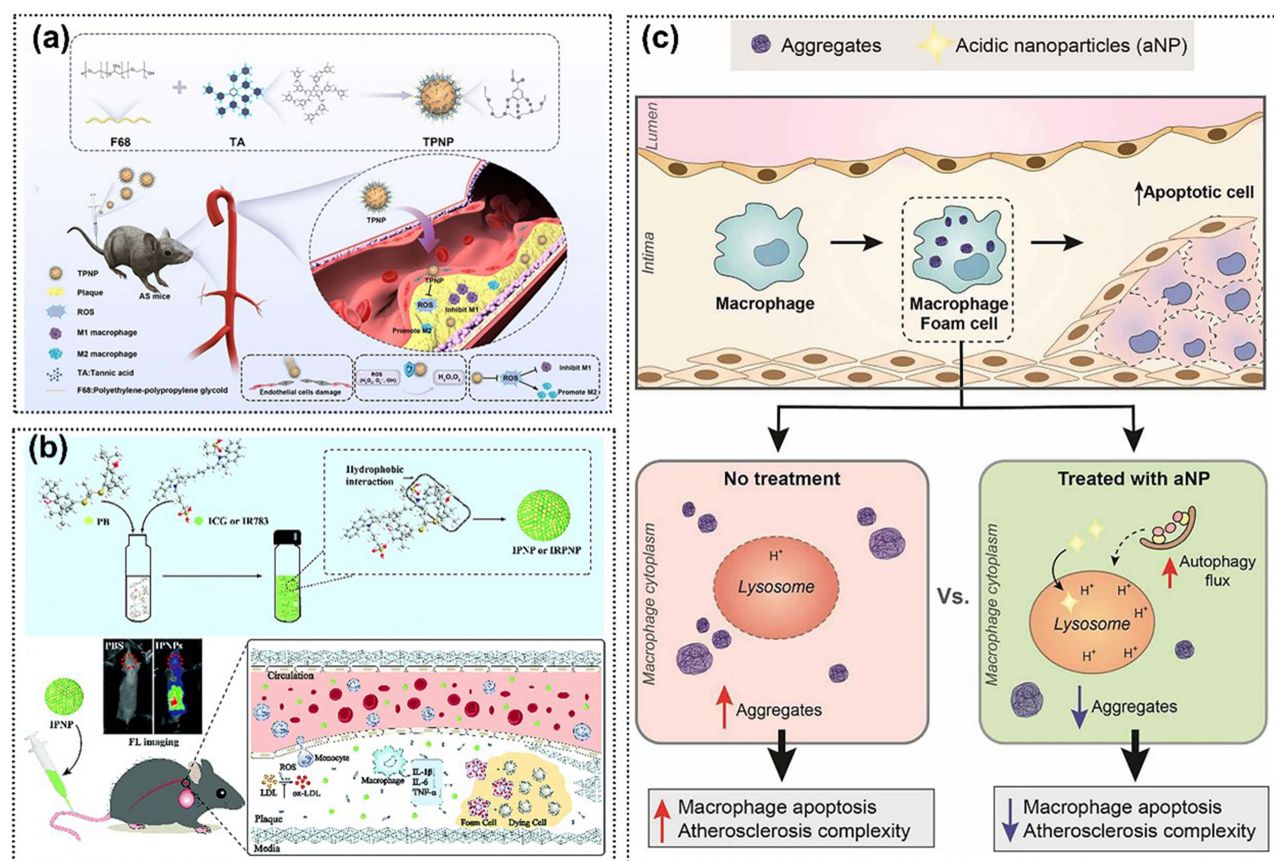 (a)
F68
TA
TPNP
TPNP
AS mice
TPNP
ROS
Inhibit M1
Promote M2
TPNP
Plaque
ROS
M1 macrophage
M2 macrophage
TA:Tannic acid
F68:Polyethylene-polypropylene glycold
Endothelial cells damage
ROS
H₂O,O₂
ROS
Inhibit M1
Promote M2
(b)
PB
ICG or IR783
Hydrophobic
interaction
IPNP or IRPNP
PBS
IPNPs
IPNP
FL imaging
Circulation
ROS
Monocyte
LDL
ox-LDL
Macrophage
IL-1β
IL-6
TNF-α
Plaque
Foam Cell
Dying Cell
Media
(c)
Aggregates
Acidic nanoparticles (aNP)
Lumen
Intima
Macrophage
Macrophage
Foam cell
↑Apoptotic cell
No treatment
Macrophage cytoplasm
H⁺
Lysosome
↑ Aggregates
Vs.
Treated with aNP
Macrophage cytoplasm
↑ Autophagy
flux
H⁺ H⁺
H⁺
Lysosome
H⁺ H⁺
H⁺
↓ Aggregates
↑ Macrophage apoptosis
Atherosclerosis complexity
↓ Macrophage apoptosis
Atherosclerosis complexity